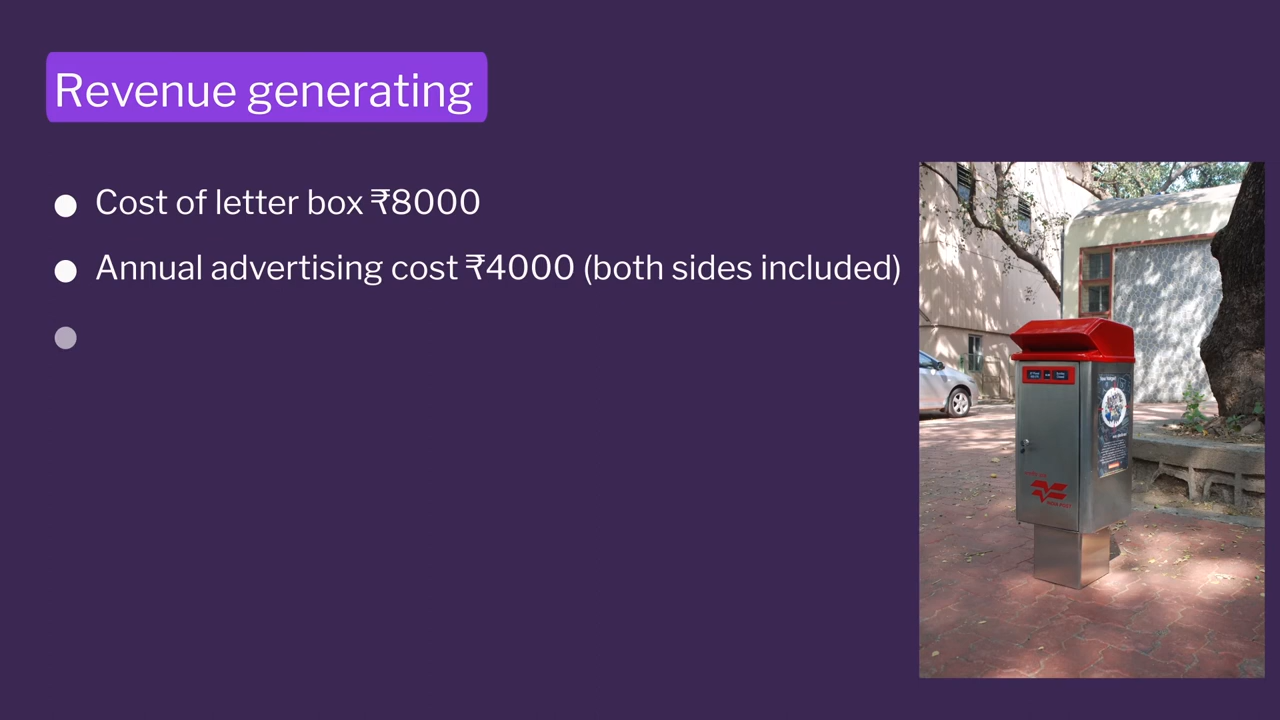 Revenue generating
Cost of letter box ₹8000
Annual advertising cost ₹4000 (both sides included)